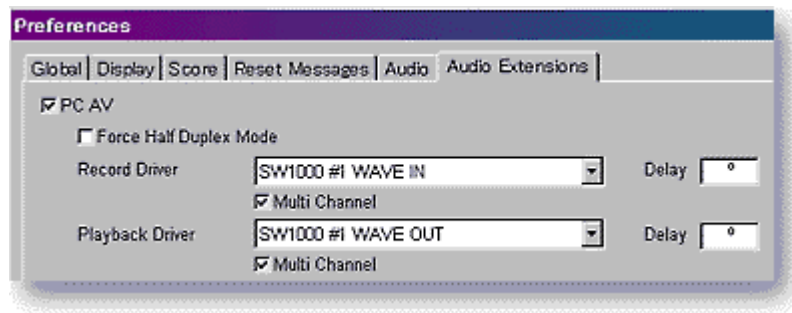 Preferences
Global Display Score Reset Messages Audio Audio Extensions
PC AV
Force Half Duplex Mode
Record Driver SW1000 #1 WAVE IN Delay 0
Multi Channel
Playback Driver SW1000 #1 WAVE OUT Delay 0
Multi Channel